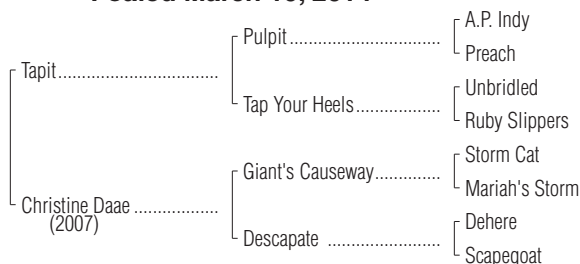 A.P. Indy
Pulpit
Preach
Tapit
Unbridled
Tap Your Heels
Ruby Slippers
Storm Cat
Giant's Causeway
Mariah's Storm
Christine Daae
(2007)
Dehere
Descapate
Scapegoat